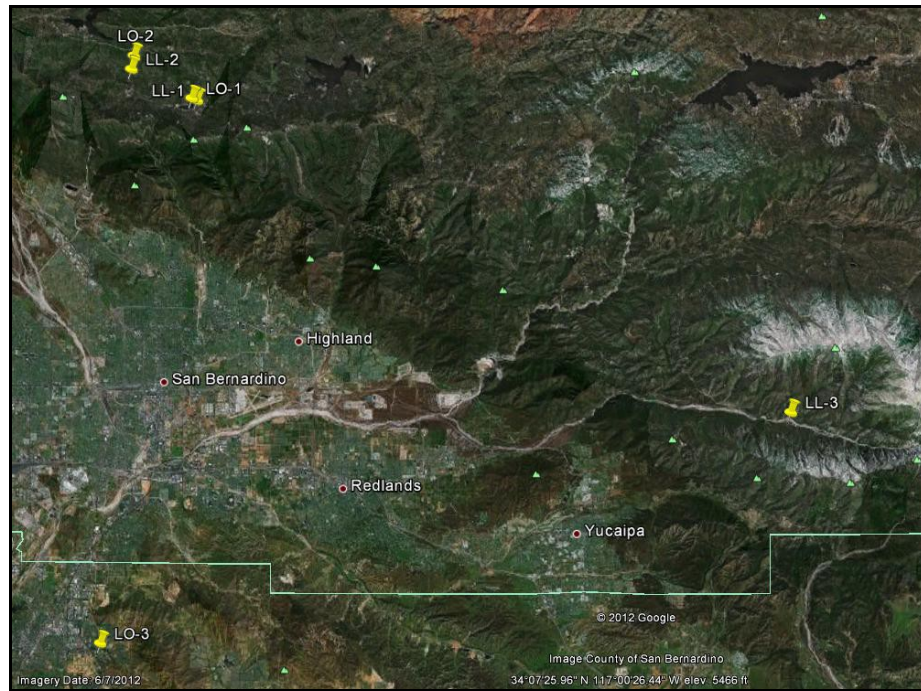 LO-2
LL-2
LL-1 LO-1
Highland
San Bernardino
LL-3
Redlands
Yucaipa
© 2012 Google
LO-3
Image County of San Bernardino
Imagery Date: 6/7/2012 34°07'25.96" N 117°00'26.44" W elev 5466 ft